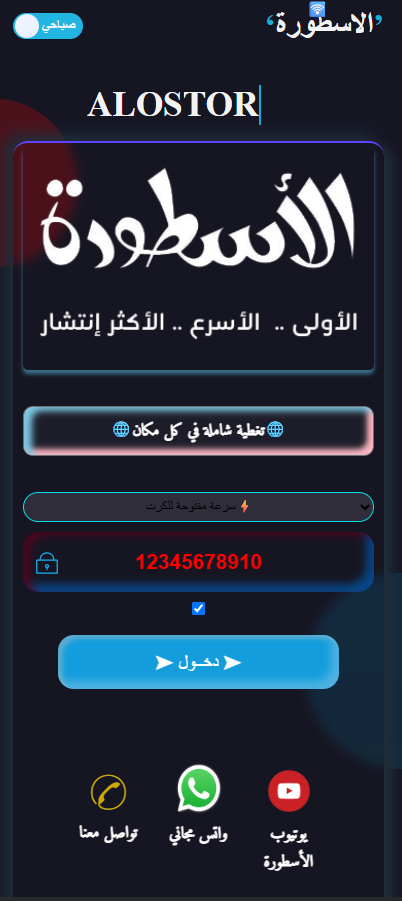 صباحي
‘الاسطورة’
ALOSTOR
الأسطورة
الأولى .. الأسرع .. الأكثر إنتشار
تغطية شاملة في كل مكان
سرعة مفتوحة للكرت
12345678910
دخـول
يوتيوب الأسطورة
واتس مجاني
تواصل معنا